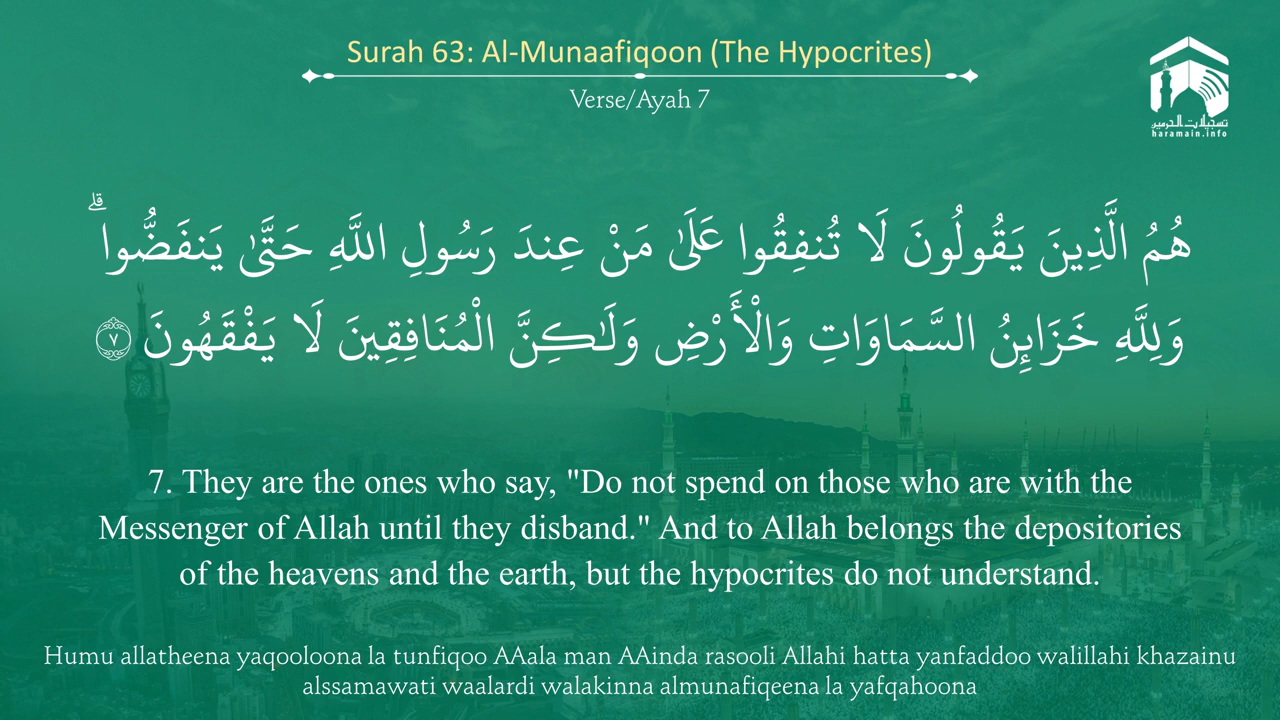 Surah 63: Al-Munaafiqoon (The Hypocrites)
Verse/Ayah 7
تسجيلات الحرمين
haramain.info
هُمُ الَّذِينَ يَقُولُونَ لَا تُنفِقُوا عَلَىٰ مَنْ عِندَ رَسُولِ اللَّهِ حَتَّىٰ يَنفَضُّوا ۗ
وَلِلَّهِ خَزَائِنُ السَّمَاوَاتِ وَالْأَرْضِ وَلَٰكِنَّ الْمُنَافِقِينَ لَا يَفْقَهُونَ ٧
7. They are the ones who say, "Do not spend on those who are with the
Messenger of Allah until they disband." And to Allah belongs the depositories
of the heavens and the earth, but the hypocrites do not understand.
Humu allatheena yaqooloona la tunfiqoo AAala man AAinda rasooli Allahi hatta yanfaddoo walillahi khazainu
alssamawati waalardi walakinna almunafiqeena la yafqahoona